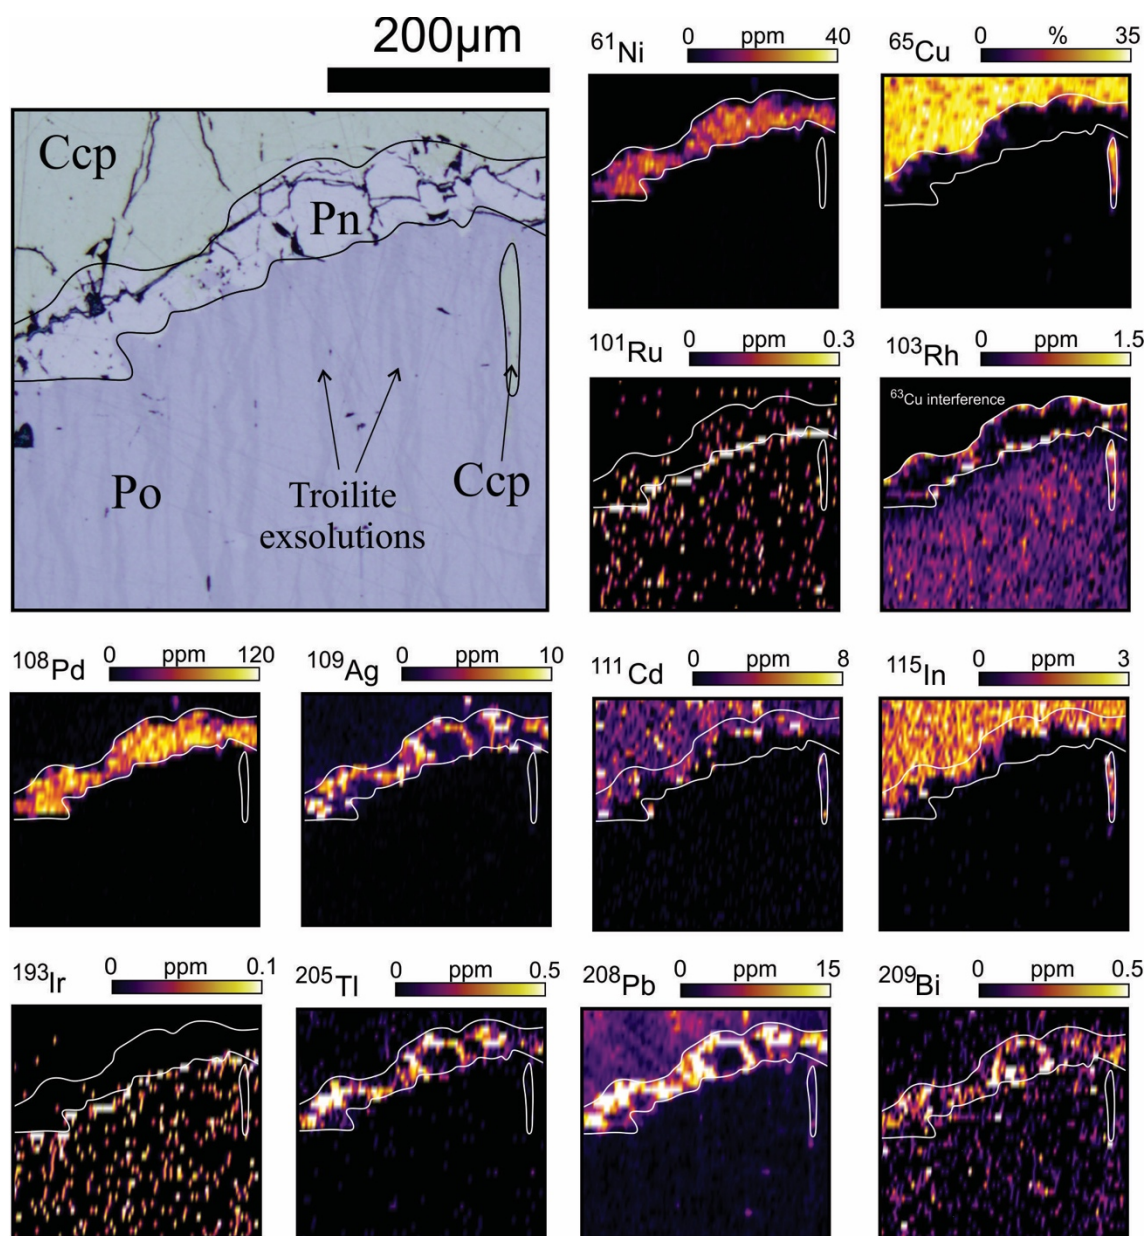 200µm
Ccp
Pn
Po
Troilite
exsolutions
Ccp
⁶¹Ni 0 ppm 40
⁶⁵Cu 0 % 35
¹⁰¹Ru 0 ppm 0.3
¹⁰³Rh 0 ppm 1.5
⁶³Cu interference
¹⁰⁸Pd 0 ppm 120
¹⁰⁹Ag 0 ppm 10
¹¹¹Cd 0 ppm 8
¹¹⁵In 0 ppm 3
¹⁹³Ir 0 ppm 0.1
²⁰⁵Tl 0 ppm 0.5
²⁰⁸Pb 0 ppm 15
²⁰⁹Bi 0 ppm 0.5